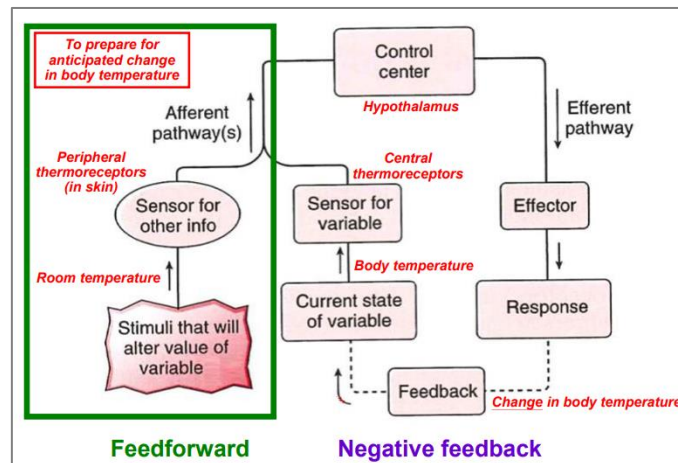 To prepare for
anticipated change
in body temperature
Control
center
Hypothalamus
Afferent
pathway(s)
Efferent
pathway
Peripheral
thermoreceptors
(in skin)
Central
thermoreceptors
Sensor for
other info
Sensor for
variable
Effector
Room temperature
Body temperature
Stimuli that will
alter value of
variable
Current state
of variable
Response
Feedback
Change in body temperature
Feedforward
Negative feedback